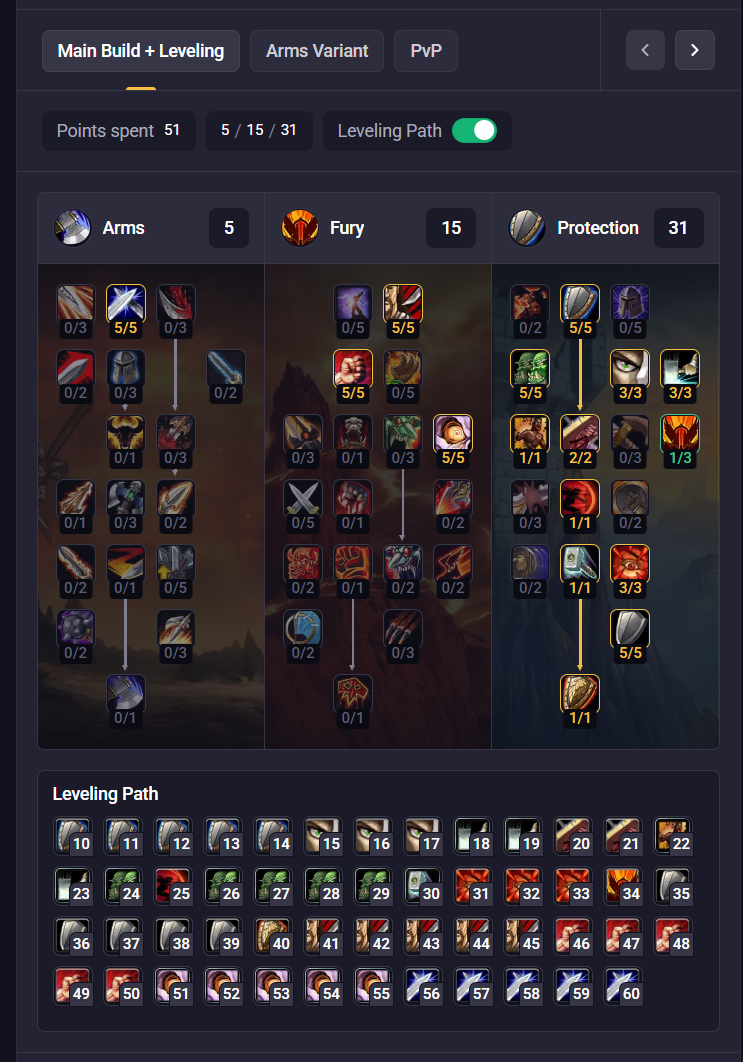 Main Build + Leveling Arms Variant PvP
Points spent 51 5 / 15 / 31 Leveling Path
Arms 5 Fury 15 Protection 31
0/3 5/5 0/3 0/5 5/5 0/2 5/5 0/5
0/2 0/3 0/2 5/5 0/5 5/5 3/3 3/3
0/1 0/3 0/3 0/1 0/3 5/5 1/1 2/2 0/3 1/3
0/1 0/3 0/2 0/5 0/1 0/2 0/3 1/1 0/2
0/2 0/1 0/5 0/2 0/1 0/2 0/2 0/2 1/1 3/3
0/2 0/3 0/2 0/3 5/5
0/1 0/1 1/1
Leveling Path
10 11 12 13 14 15 16 17 18 19 20 21 22
23 24 25 26 27 28 29 30 31 32 33 34 35
36 37 38 39 40 41 42 43 44 45 46 47 48
49 50 51 52 53 54 55 56 57 58 59 60